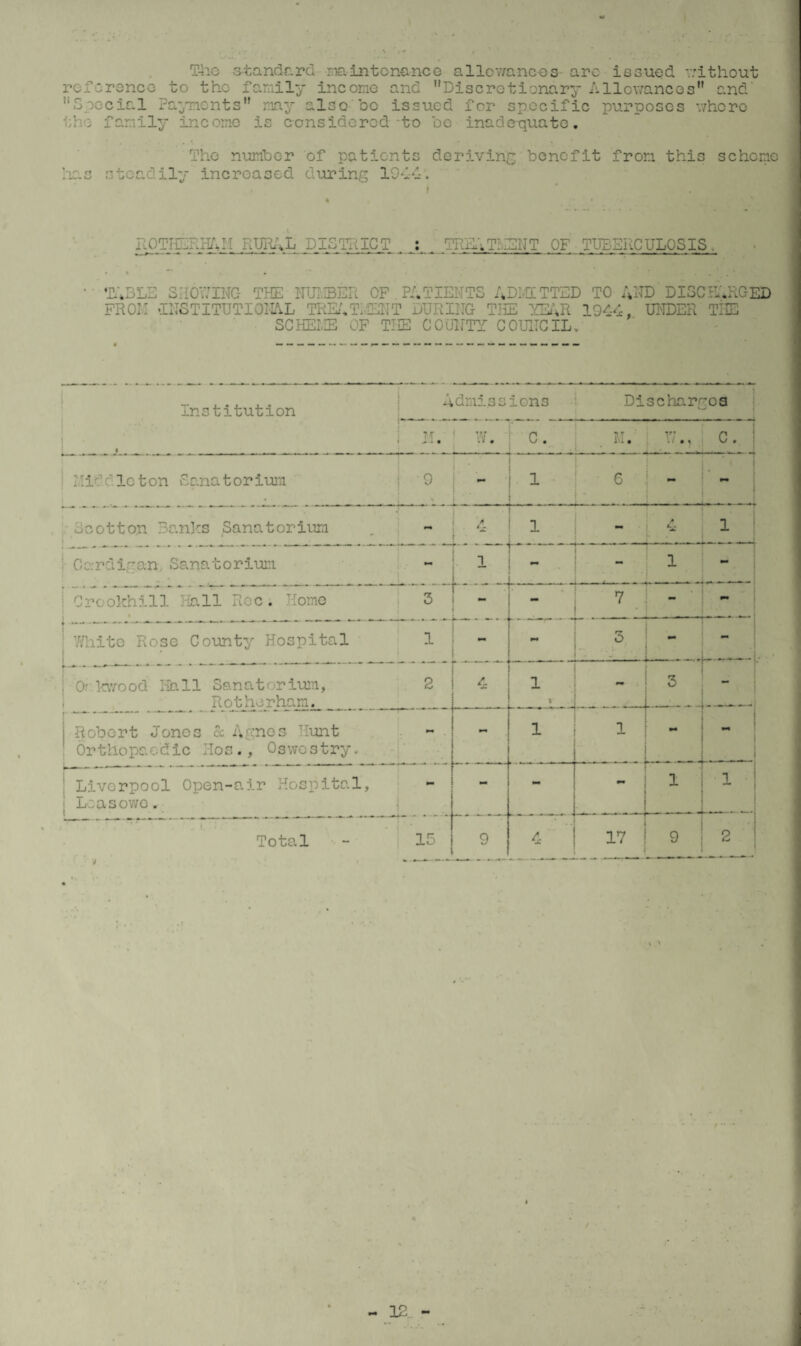 The standard maintenance allowances are issued without
reference to the family income and "Discretionary Allowances" and
"Special Payments" may also be issued for specific purposes where
the family income is considered to be inadequate.
The number of patients deriving benefit from this scheme
has steadily increased during 1944.
ROTHERHAM RURAL DISTRICT : TREATMENT OF TUBERCULOSIS.
TABLE SHOWING THE NUMBER OF PATIENTS ADMITTED TO AND DISCHARGED
FROM INSTITUTIONAL TREATMENT DURING THE YEAR 1944, UNDER THE
SCHEME OF THE COUNTY COUNCIL.
Institution Admissions Discharges
M. W. C. M. W. C.
Middleton Sanatorium 9 - 1 6 - -
Scotton Banks Sanatorium - 4 1 - 4 1
Cardigan Sanatorium - 1 - - 1 -
Crookhill Hall Rec. Home 3 - - 7 - -
White Rose County Hospital 1 - - 3 - -
Oakwood Hall Sanatorium, 2 4 1 - 3 -
Rotherham.
Robert Jones & Agnes Hunt - - 1 1 - -
Orthopaedic Hos., Oswestry.
Liverpool Open-air Hospital, - - - - 1 1
Leasowe.
Total - 15 9 4 17 9 2
- 12 -